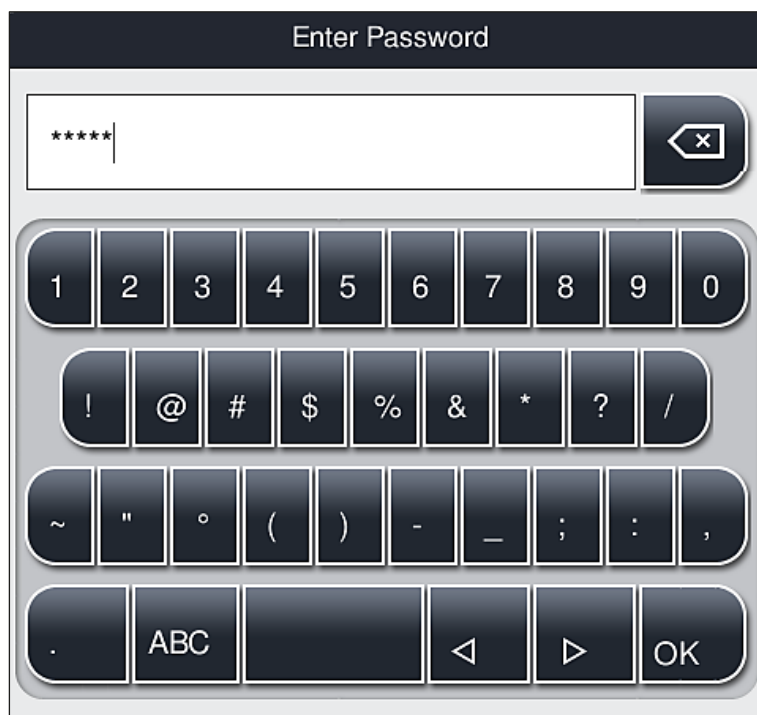 Enter Password
*****
1 2 3 4 5 6 7 8 9 0
! @ # $ % & * ? /
~ " ° ( ) - _ ; : ,
. ABC ◁ ▷ OK